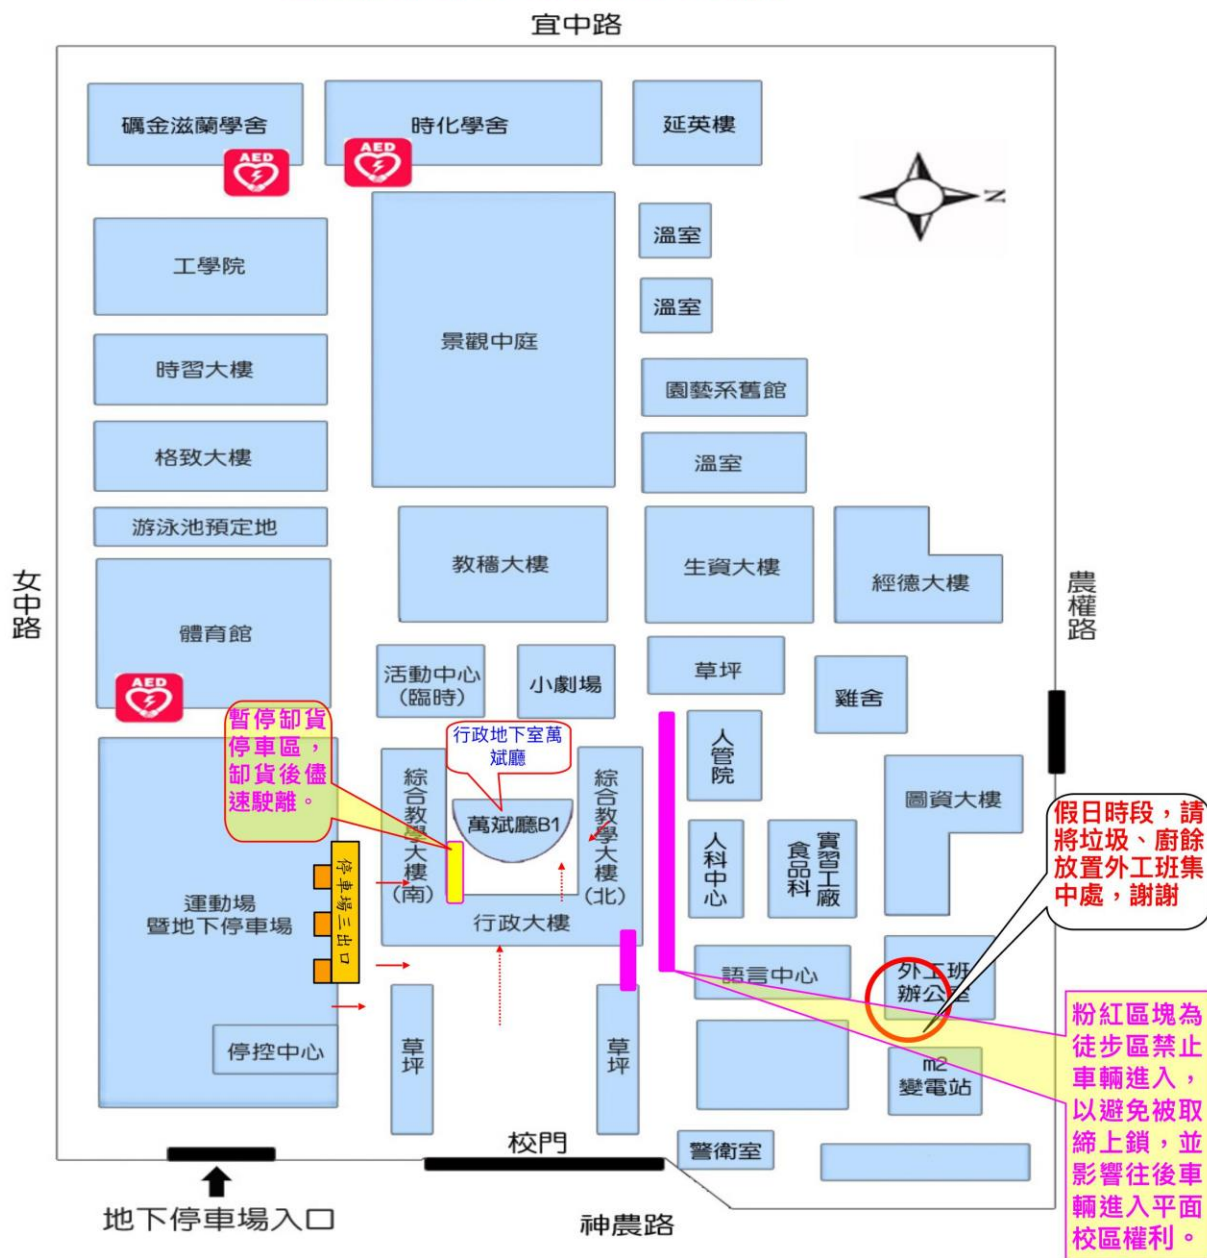 宜中路
礪金滋蘭學舍
時化學舍
延英樓
AED
AED
N
溫室
工學院
溫室
景觀中庭
時習大樓
園藝系舊館
格致大樓
溫室
游泳池預定地
教穡大樓
生資大樓
經德大樓
女中路
農權路
體育館
AED
活動中心
(臨時)
小劇場
草坪
雞舍
暫停卸貨
停車區，
卸貨後儘
速駛離。
行政地下室萬
斌廳
人管院
綜合教學大樓(南)
萬斌廳B1
綜合教學大樓(北)
圖資大樓
假日時段，請
將垃圾、廚餘
放置外工班集
中處，謝謝
人科中心
實習工廠
食品科
停車場三出口
運動場
暨地下停車場
行政大樓
語言中心
外工班
辦公室
停控中心
草坪
草坪
m2
變電站
粉紅區塊為
徒步區禁止
車輛進入，
以避免被取
締上鎖，並
影響往後車
輛進入平面
校區權利。
校門
警衛室
地下停車場入口
神農路